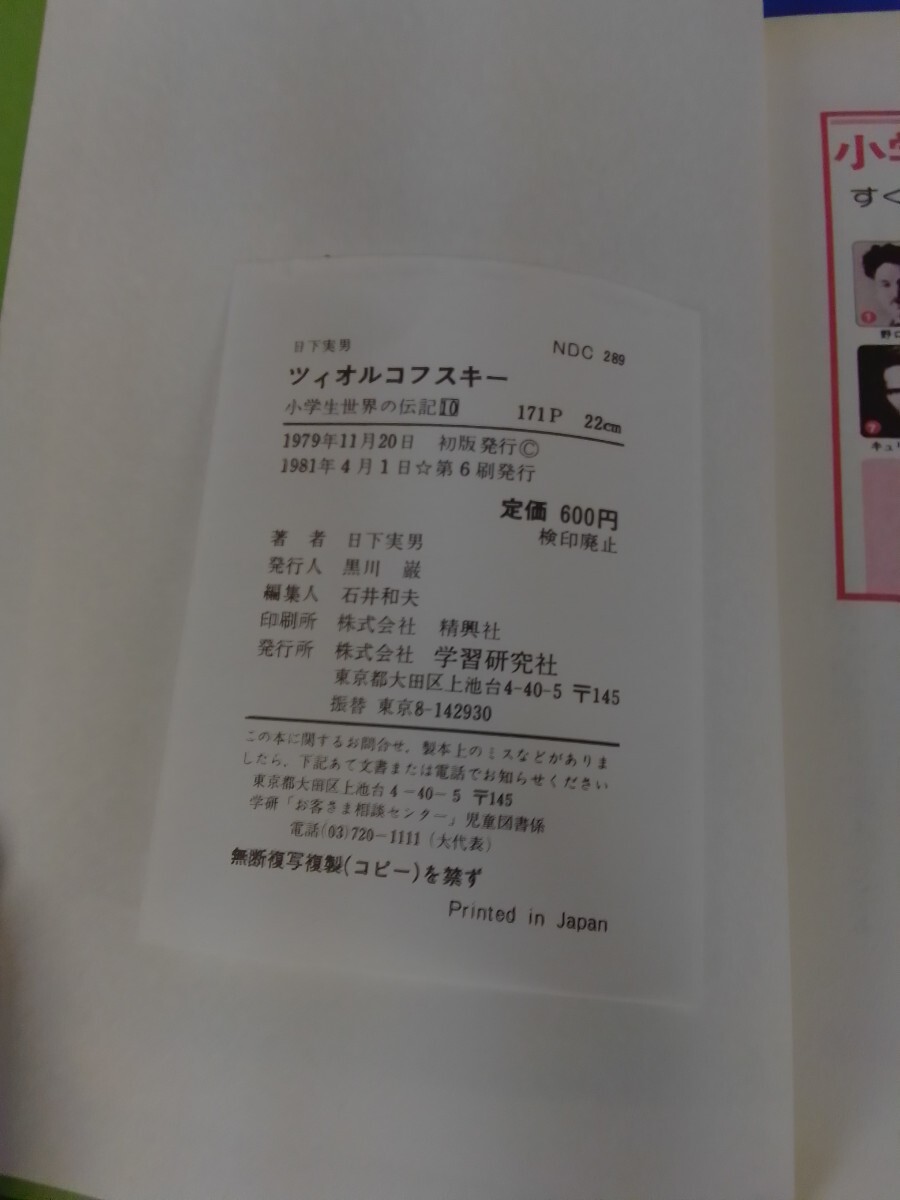 日下実男
NDC 289
ツィオルコフスキー
小学生世界の伝記10
171P 22cm
1979年11月20日 初版発行©
1981年4月1日☆第6刷発行
定価 600円
検印廃止
著 者 日下実男
発行人 黒川 巌
編集人 石井和夫
印刷所 株式会社 精興社
発行所 株式会社 学習研究社
東京都大田区上池台4-40-5 〒145
振替 東京8-142930
この本に関するお問合せ,製本上のミスなどがありま
したら,下記あて文書または電話でお知らせください
東京都大田区上池台4-40-5 〒145
学研「お客さま相談センター」児童図書係
電話(03)720-1111(大代表)
無断複写複製(コピー)を禁ず
Printed in Japan
小学
すぐ
1
野口
7
キュリ